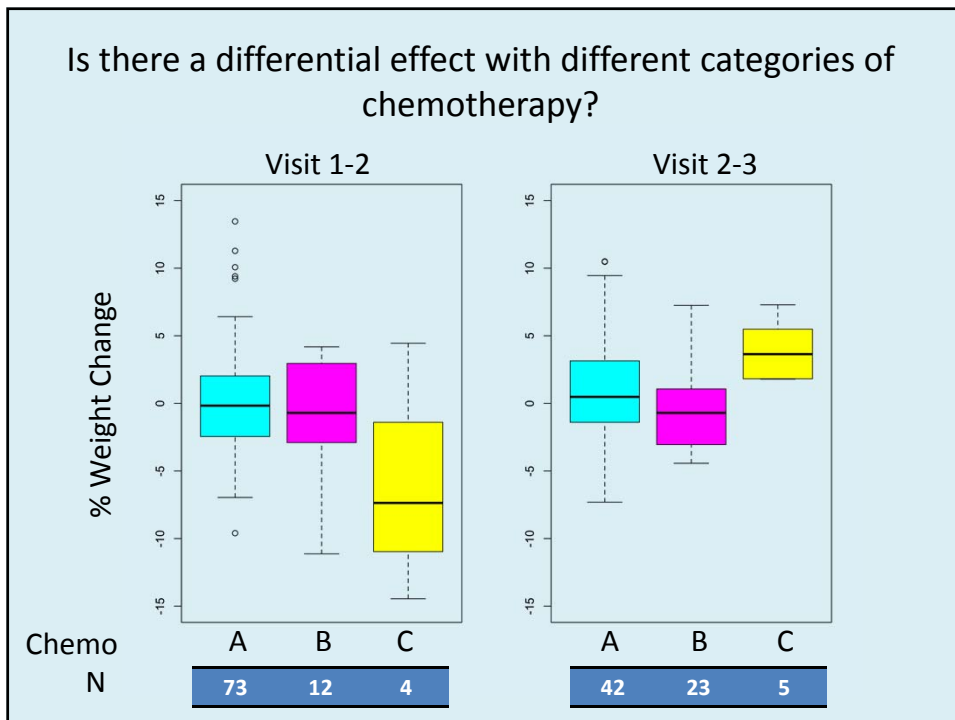 Is there a differential effect with different categories of
chemotherapy?
Visit 1-2
Visit 2-3
% Weight Change
15
10
5
0
-5
-10
-15
15
10
5
0
-5
-10
-15
Chemo A B C A B C
N 73 12 4 42 23 5